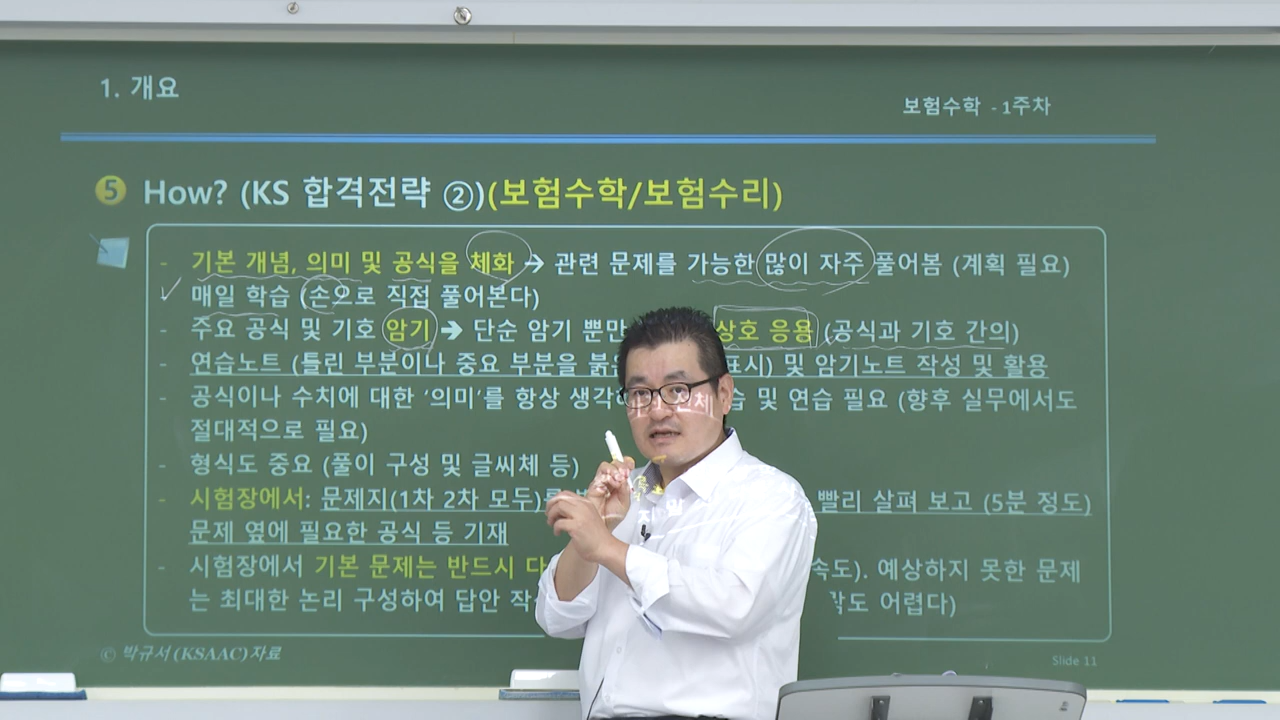 1. 개요
보험수학 - 1주차
5 How? (KS 합격전략 ②)(보험수학/보험수리)
- 기본 개념, 의미 및 공식을 체화 → 관련 문제를 가능한 많이 자주 풀어봄 (계획 필요)
매일 학습 (손으로 직접 풀어본다)
- 주요 공식 및 기호 암기 → 단순 암기 뿐만 상호 응용 (공식과 기호 간의)
- 연습노트 (틀린 부분이나 중요 부분을 붉은 표시) 및 암기노트 작성 및 활용
- 공식이나 수치에 대한 '의미'를 항상 생각 및 연습 필요 (향후 실무에서도
절대적으로 필요)
- 형식도 중요 (풀이 구성 및 글씨체 등)
- 시험장에서: 문제지(1차 2차 모두)를 빨리 살펴 보고 (5분 정도)
문제 옆에 필요한 공식 등 기재
- 시험장에서 기본 문제는 반드시 다 속도). 예상하지 못한 문제
는 최대한 논리 구성하여 답안 어렵다)
© 박규서 (KSAAC)자료
Slide 11